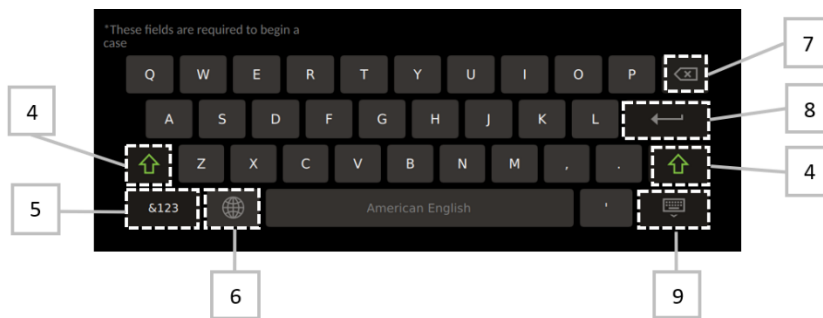 *These fields are required to begin a
case
7
Q W E R T Y U I O P
4
A S D F G H J K L
8
Z X C V B N M , .
4
5
&123
American English
'
6
9